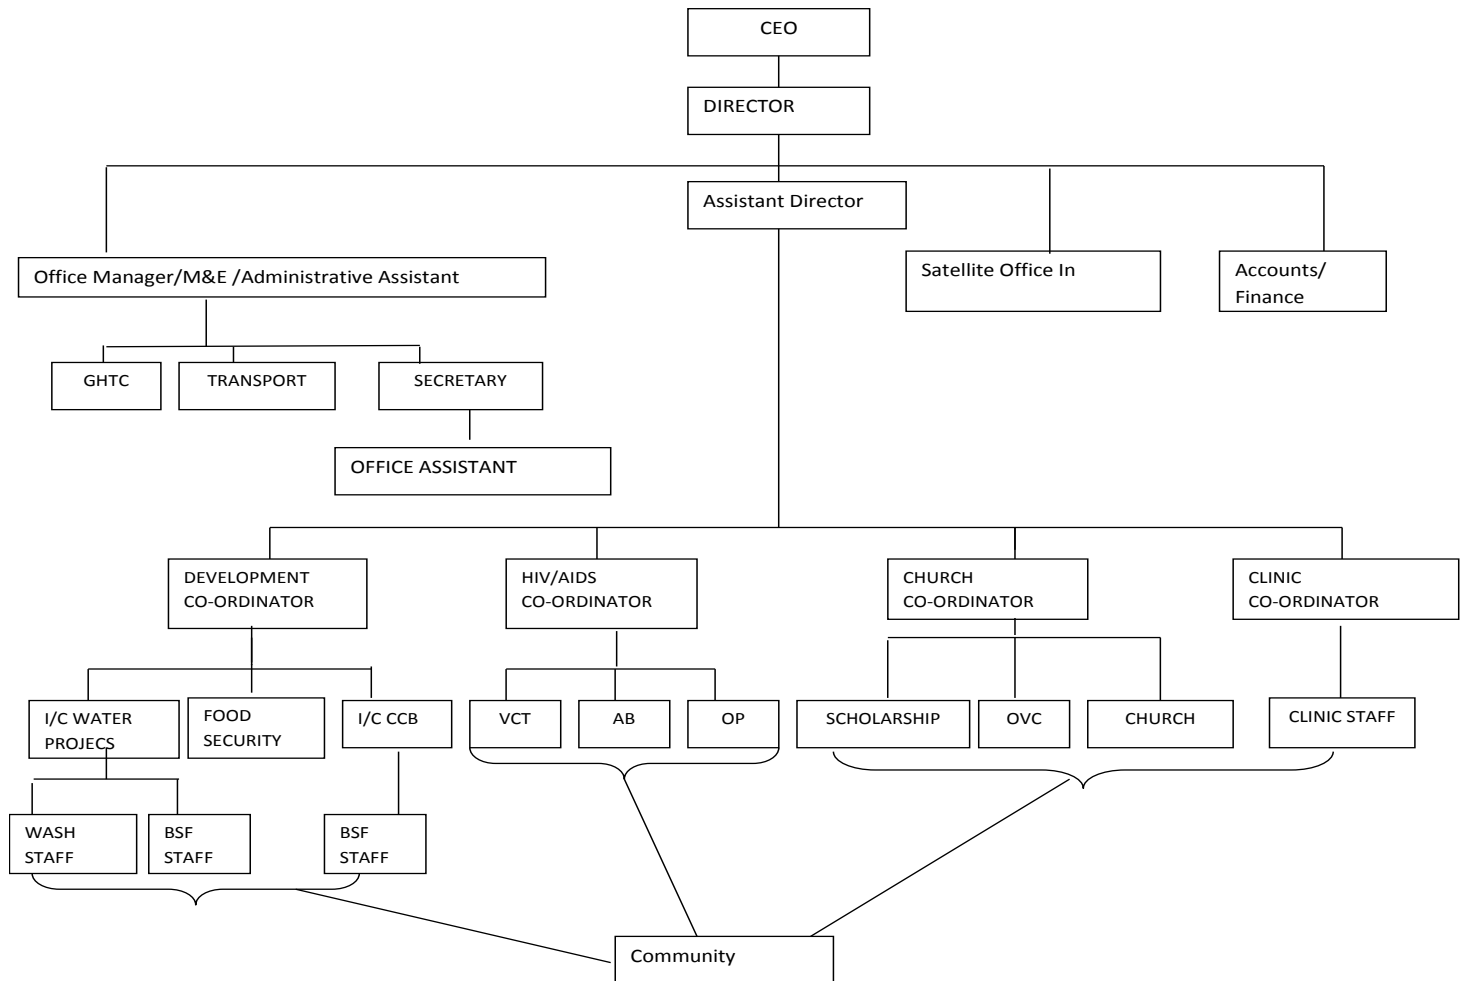 CEO
DIRECTOR
Assistant Director
Office Manager/M&E /Administrative Assistant
Satellite Office In
Accounts/
Finance
GHTC
TRANSPORT
SECRETARY
OFFICE ASSISTANT
DEVELOPMENT
CO-ORDINATOR
HIV/AIDS
CO-ORDINATOR
CHURCH
CO-ORDINATOR
CLINIC
CO-ORDINATOR
I/C WATER
PROJECS
FOOD
SECURITY
I/C CCB
VCT
AB
OP
SCHOLARSHIP
OVC
CHURCH
CLINIC STAFF
WASH
STAFF
BSF
STAFF
BSF
STAFF
Community